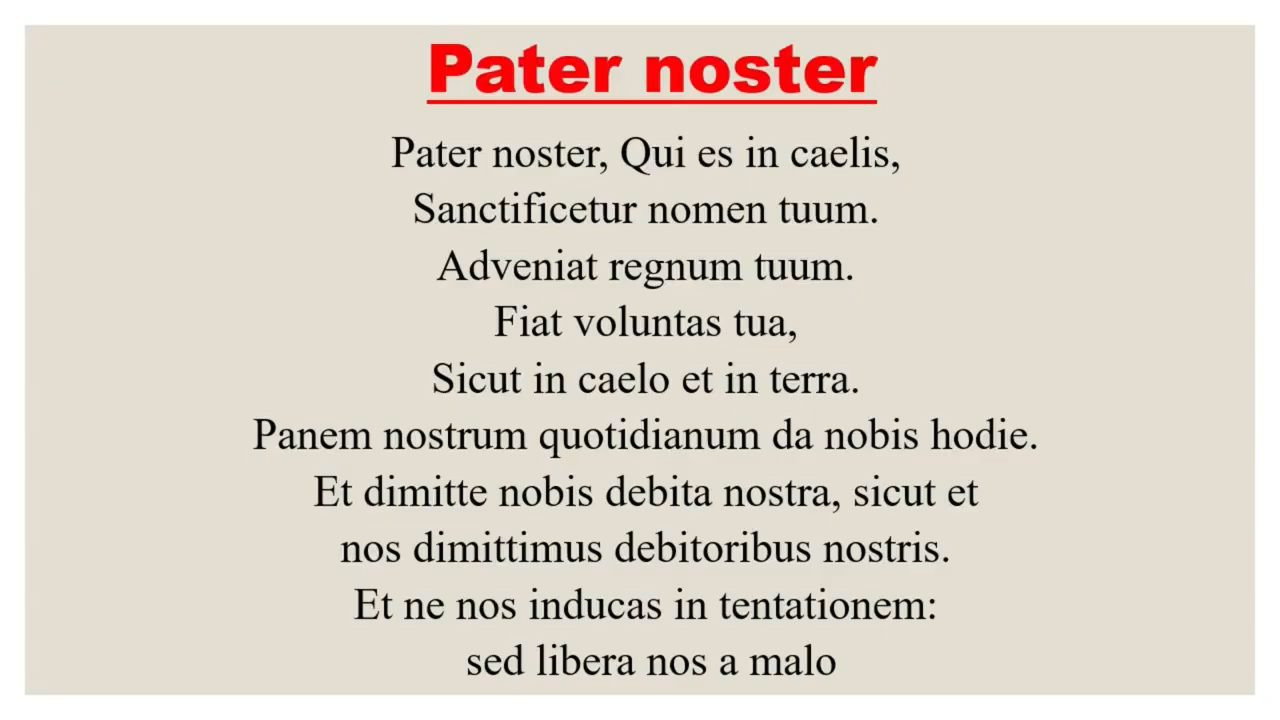 Pater noster
Pater noster, Qui es in caelis,
Sanctificetur nomen tuum.
Adveniat regnum tuum.
Fiat voluntas tua,
Sicut in caelo et in terra.
Panem nostrum quotidianum da nobis hodie.
Et dimitte nobis debita nostra, sicut et
nos dimittimus debitoribus nostris.
Et ne nos inducas in tentationem:
sed libera nos a malo